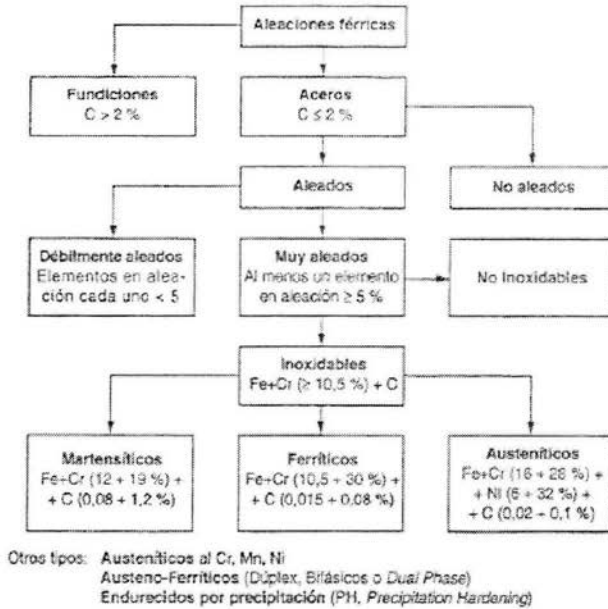 Aleaciones férricas
Fundiciones
C > 2 %
Aceros
C ≤ 2 %
Aleados
No aleados
Débilmente aleados
Elementos en alea-
ción cada uno < 5
Muy aleados
Al menos un elemento
en aleación ≥ 5 %
No Inoxidables
Inoxidables
Fe+Cr (≥ 10,5 %) + C
Martensíticos
Fe+Cr (12 ÷ 19 %) +
+ C (0,08 ÷ 1,2 %)
Ferríticos
Fe+Cr (10,5 ÷ 30 %) +
+ C (0,015 ÷ 0,08 %)
Austeníticos
Fe+Cr (16 ÷ 28 %) +
+ Ni (6 ÷ 32 %) +
+ C (0,02 ÷ 0,1 %)
Otros tipos: Austeníticos al Cr, Mn, Ni
Austeno-Ferríticos (Dúplex, Bifásicos o Dual Phase)
Endurecidos por precipitación (PH, Precipitation Hardening)